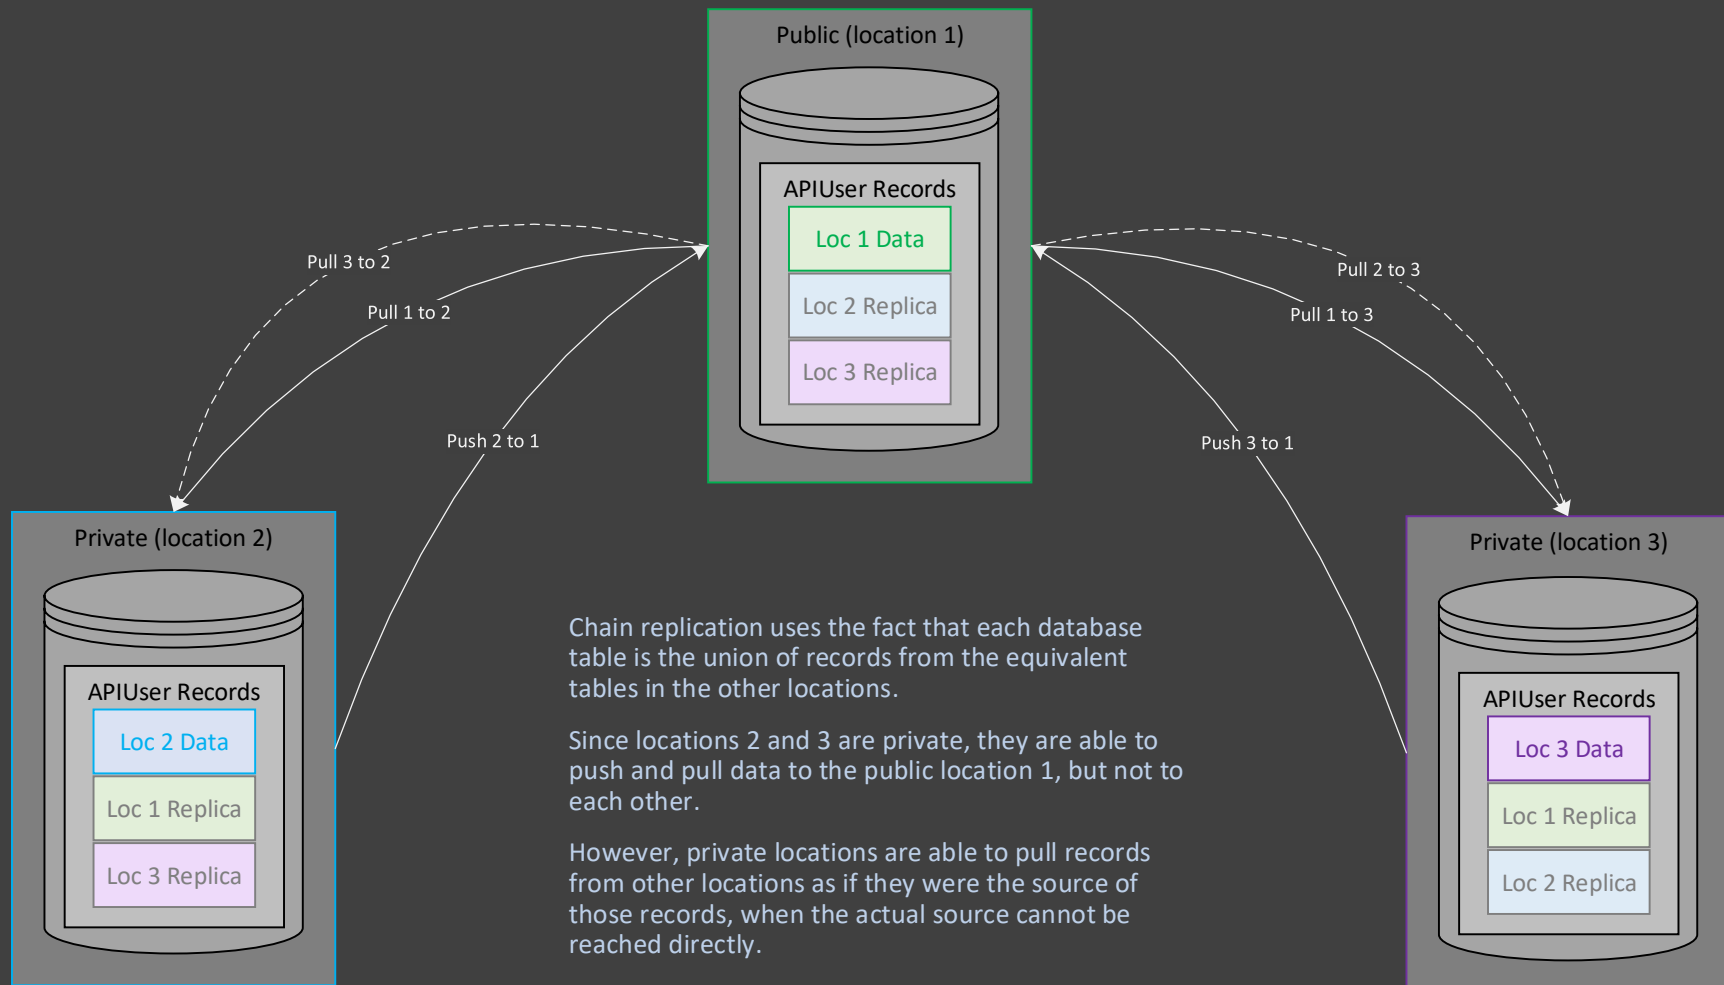 Public (location 1)
APIUser Records
Loc 1 Data
Loc 2 Replica
Loc 3 Replica
Pull 3 to 2
Pull 1 to 2
Push 2 to 1
Pull 2 to 3
Pull 1 to 3
Push 3 to 1
Private (location 2)
APIUser Records
Loc 2 Data
Loc 1 Replica
Loc 3 Replica
Chain replication uses the fact that each database
table is the union of records from the equivalent
tables in the other locations.
Since locations 2 and 3 are private, they are able to
push and pull data to the public location 1, but not to
each other.
However, private locations are able to pull records
from other locations as if they were the source of
those records, when the actual source cannot be
reached directly.
Private (location 3)
APIUser Records
Loc 3 Data
Loc 1 Replica
Loc 2 Replica